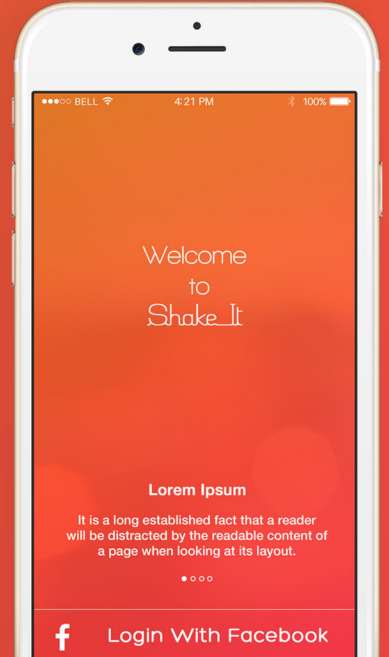 BELL 4:21 PM 100%
Welcome
to
Shake It
Lorem Ipsum
It is a long established fact that a reader
will be distracted by the readable content of
a page when looking at its layout.
f Login With Facebook